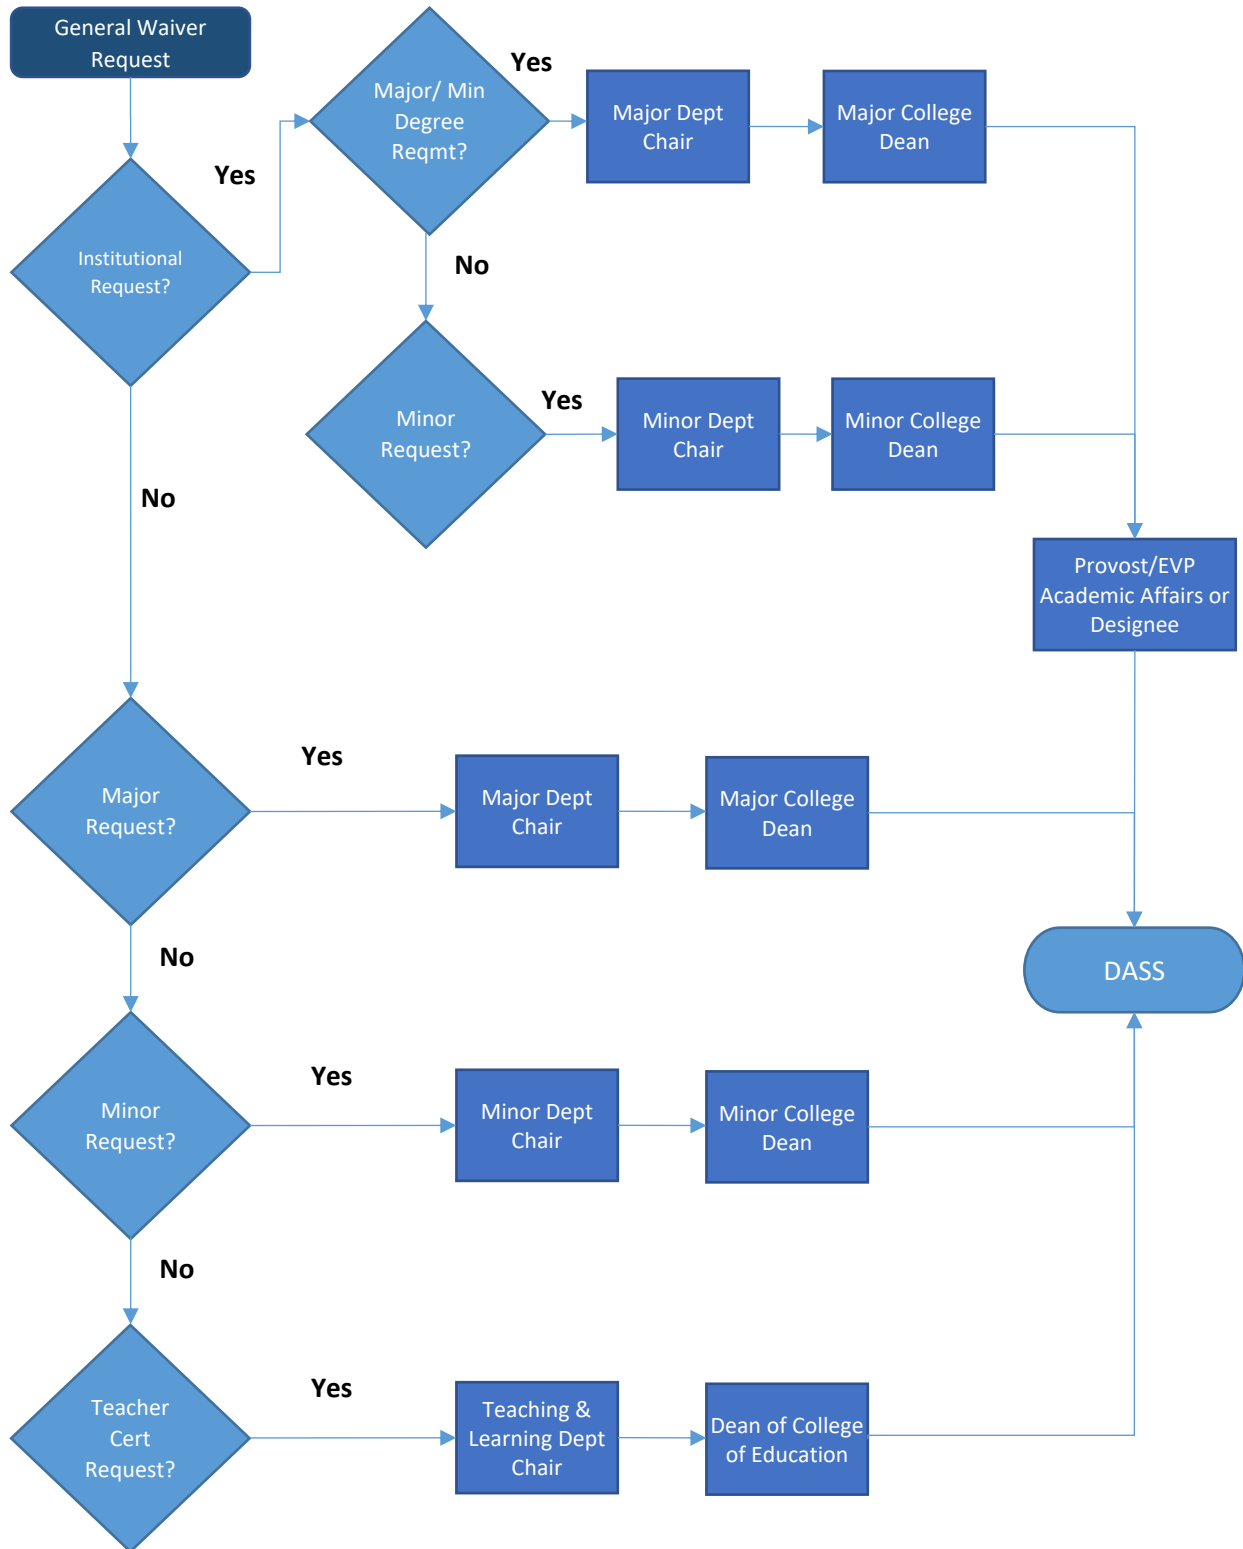 General Waiver
Request
Yes
Major/ Min
Degree
Reqmt?
Major Dept
Chair
Major College
Dean
Yes
Institutional
Request?
No
Yes
Minor
Request?
Minor Dept
Chair
Minor College
Dean
No
Provost/EVP
Academic Affairs or
Designee
Yes
Major
Request?
Major Dept
Chair
Major College
Dean
No
DASS
Yes
Minor
Request?
Minor Dept
Chair
Minor College
Dean
No
Yes
Teacher
Cert
Request?
Teaching &
Learning Dept
Chair
Dean of College
of Education